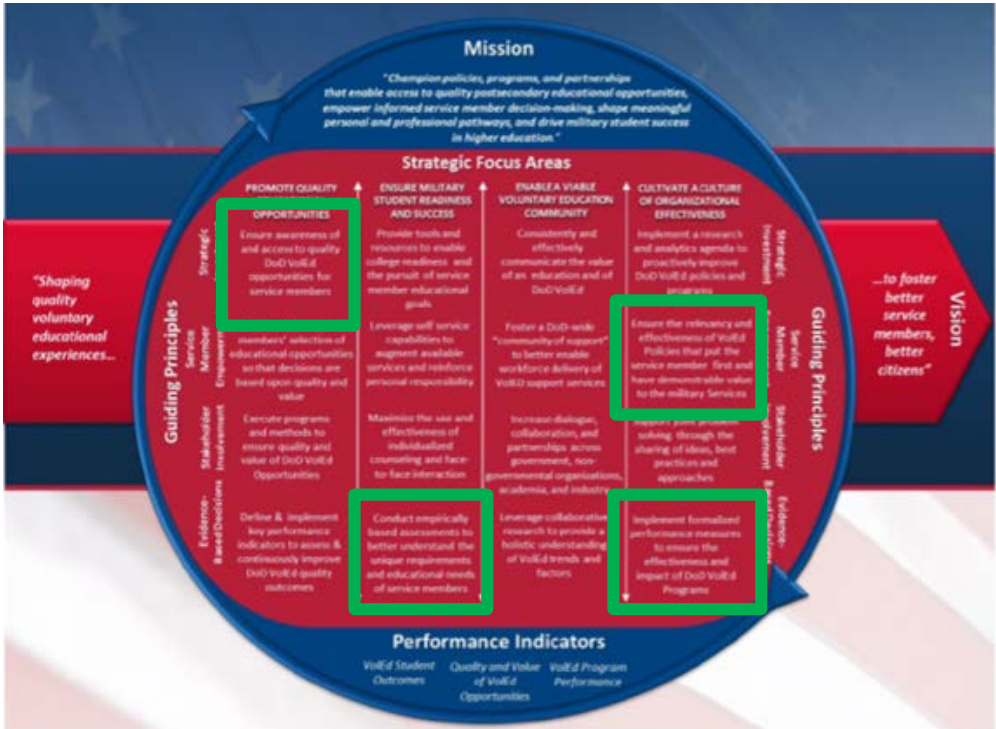 Mission
"Champion policies, programs, and partnerships
that enable access to quality postsecondary educational opportunities,
empower informed service member decision-making, shape meaningful
personal and professional pathways, and drive military student success
in higher education."
Strategic Focus Areas
PROMOTE QUALITY
OPPORTUNITIES
ENSURE MILITARY
STUDENT READINESS
AND SUCCESS
ENABLE A VIABLE
VOLUNTARY EDUCATION
COMMUNITY
CULTIVATE A CULTURE
OF ORGANIZATIONAL
EFFECTIVENESS
"Shaping
quality
voluntary
educational
experiences...
Guiding Principles
Strategic
Ensure awareness of
and access to quality
DoD VolEd
opportunities for
service members
Provide tools and
resources to enable
college readiness and
the pursuit of service
member educational
goals
Consistently and
effectively
communicate the value
of an education and of
DoD VolEd
Implement a research
and analytics agenda to
proactively improve
DoD VolEd policies and
programs
Strategic
Investment
Service
Member
members' selection of
educational opportunities
so that decisions are
based upon quality and
value
Leverage self service
capabilities to
augment available
services and reinforce
personal responsibility
Foster a DoD-wide
"community of support"
to better enable
workforce delivery of
VolED support services
Ensure the relevancy and
effectiveness of VolEd
Policies that put the
service member first and
have demonstrable value
to the military Services
Service
Member
Stakeholder
Involvement
Execute programs
and methods to
ensure quality and
value of DoD VolEd
Opportunities
Maximize the use and
effectiveness of
individualized
counseling and face-
to-face interaction
Increase dialogue,
collaboration, and
partnerships across
government, non-
governmental organizations,
academia, and industry
support joint problem
solving through the
sharing of ideas, best
practices and
approaches
Stakeholder
Evidence-
Based Decisions
Define & implement
key performance
indicators to assess &
continuously improve
DoD VolEd quality
outcomes
Conduct empirically
based assessments to
better understand the
unique requirements
and educational needs
of service members
Leverage collaborative
research to provide a
holistic understanding
of VolEd trends and
factors
Implement formalized
performance measures
to ensure the
effectiveness and
impact of DoD VolEd
Programs
Evidence-
Guiding Principles
...to foster
better
service
members,
better
citizens"
Vision
Performance Indicators
VolEd Student
Outcomes
Quality and Value
of VolEd
Opportunities
VolEd Program
Performance